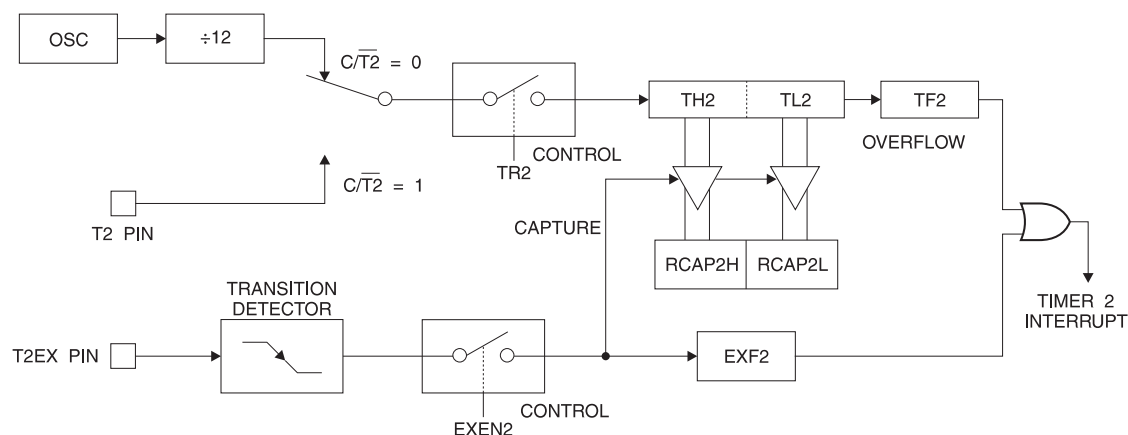 OSC
÷12
C/T2 = 0
TH2
TL2
TF2
OVERFLOW
CONTROL
TR2
C/T2 = 1
T2 PIN
CAPTURE
RCAP2H
RCAP2L
TRANSITION
DETECTOR
TIMER 2
INTERRUPT
T2EX PIN
EXF2
CONTROL
EXEN2